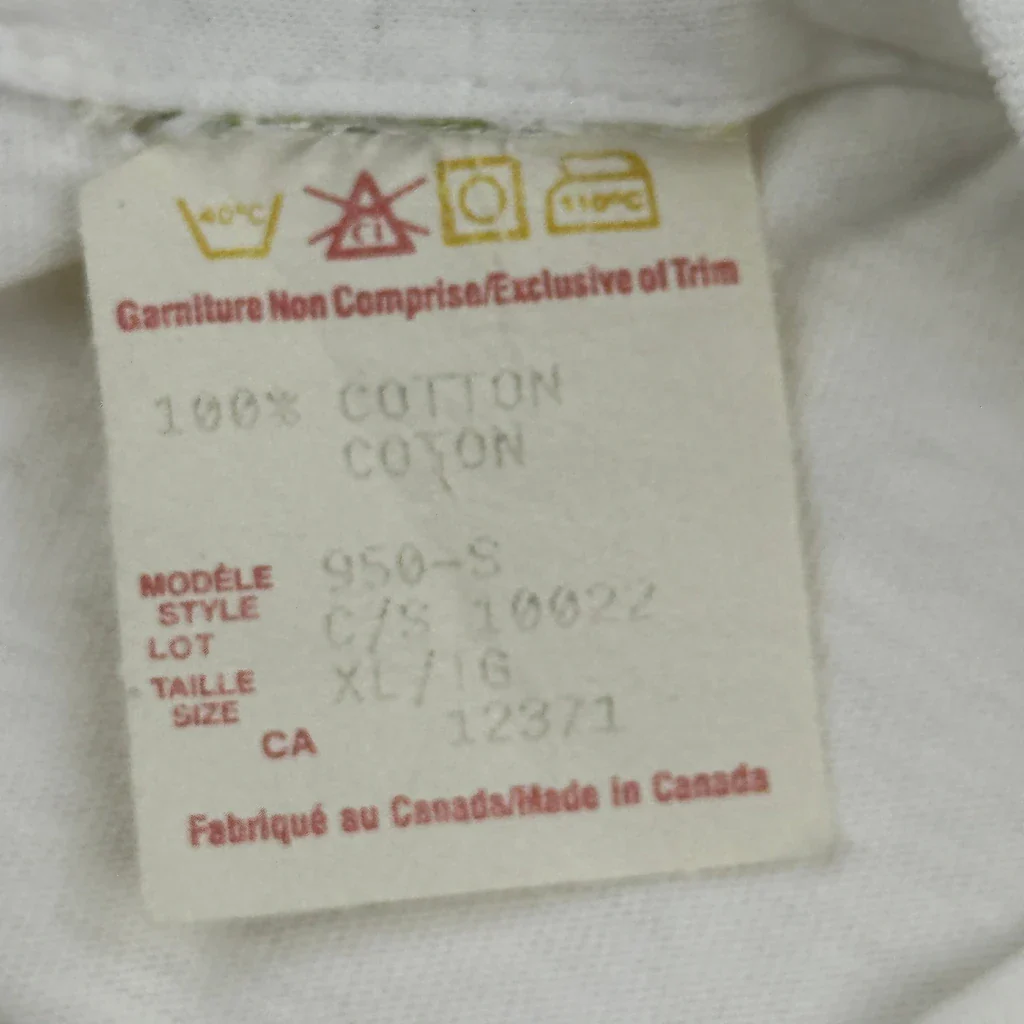 40°C Cl 110°C
Garniture Non Comprise/Exclusive of Trim
100% COTTON
COTON
MODÈLE 950-S
STYLE
LOT C/S 10022
TAILLE XL/TG
SIZE
CA 12371
Fabriqué au Canada/Made in Canada